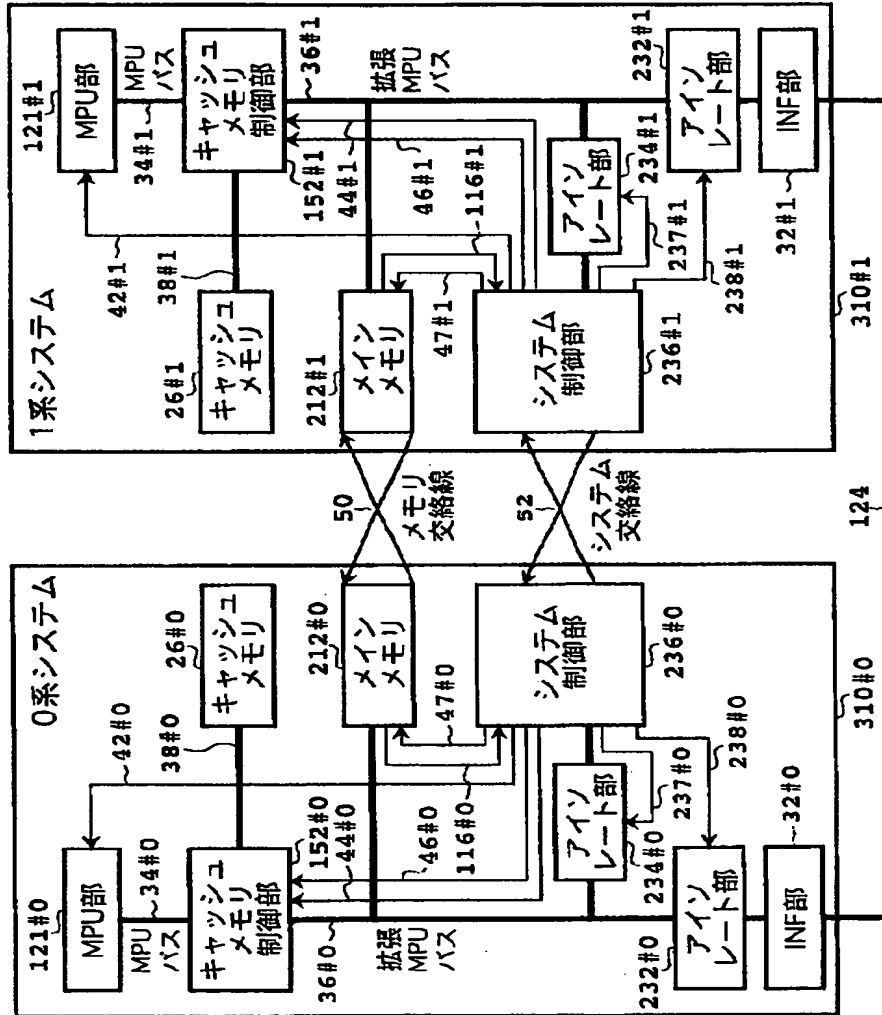 0系システム
121#0
MPU部
42#0
34#0
MPU
バス
38#0
26#0
キャッシュ
メモリ
キャッシュ
メモリ
制御部
152#0
44#0
46#0
116#0
47#0
36#0
拡張
MPU
バス
212#0
メイン
メモリ
システム
制御部
236#0
アイソ
レート部
234#0
237#0
238#0
232#0
アイソ
レート部
INF部
32#0
310#0
50
メモリ
交絡線
52
システム
交絡線
124
1系システム
121#1
MPU部
42#1
34#1
MPU
バス
38#1
26#1
キャッシュ
メモリ
キャッシュ
メモリ
制御部
152#1
44#1
46#1
116#1
47#1
36#1
拡張
MPU
バス
212#1
メイン
メモリ
システム
制御部
236#1
アイソ
レート部
234#1
237#1
238#1
232#1
アイソ
レート部
INF部
32#1
310#1